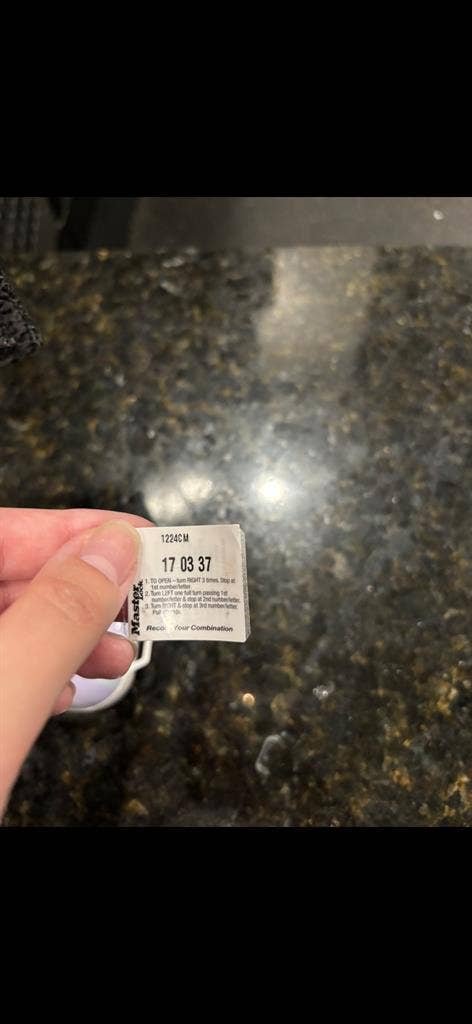 1224CM
17 03 37
1. TO OPEN – turn RIGHT 3 times. Stop at
1st number/letter.
2. Turn LEFT one full turn passing 1st
number/letter & stop at 2nd number/letter.
3. Turn RIGHT & stop at 3rd number/letter.
Pull
Your Combination
Master
Lock